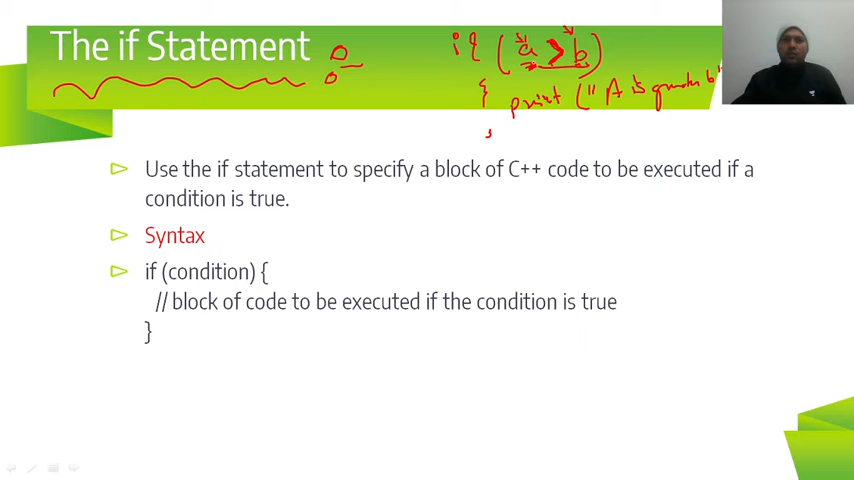 The if Statement
if (a > b)
{ print ("A is greater b"
Use the if statement to specify a block of C++ code to be executed if a
condition is true.
Syntax
if (condition) {
// block of code to be executed if the condition is true
}